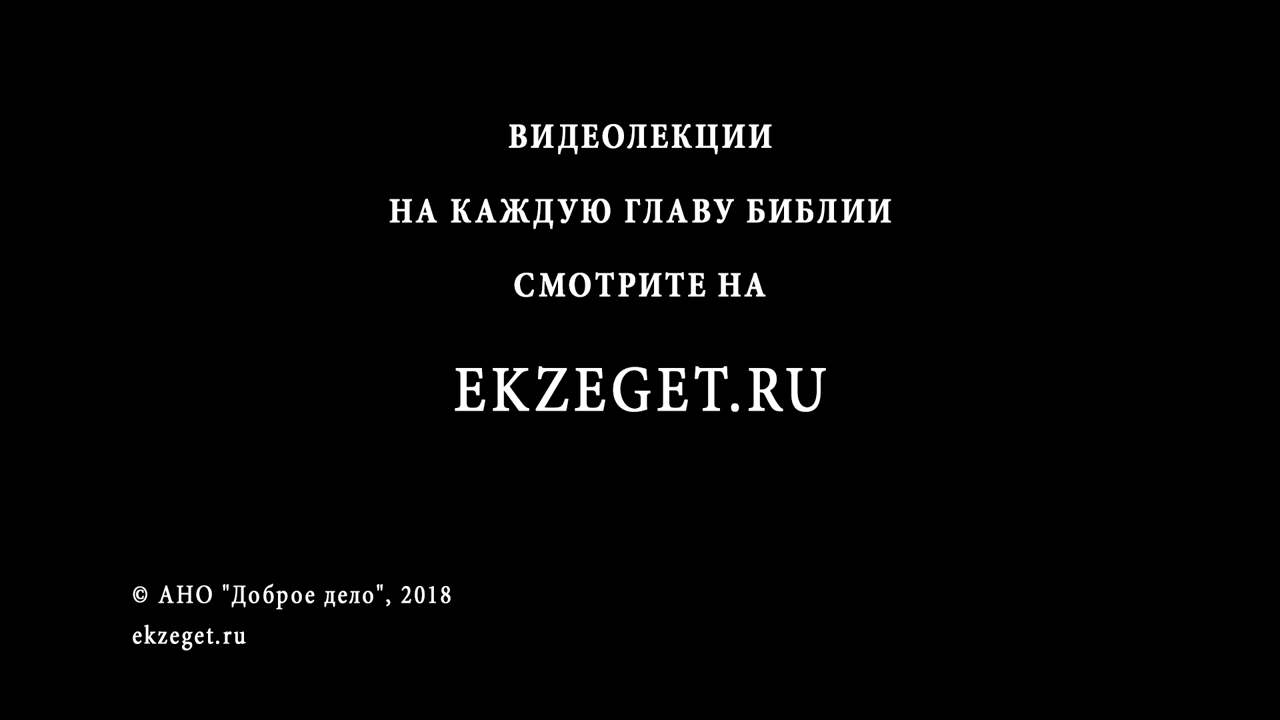 ВИДЕОЛЕКЦИИ
НА КАЖДУЮ ГЛАВУ БИБЛИИ
СМОТРИТЕ НА
EKZEGET.RU
© АНО "Доброе дело", 2018
ekzeget.ru